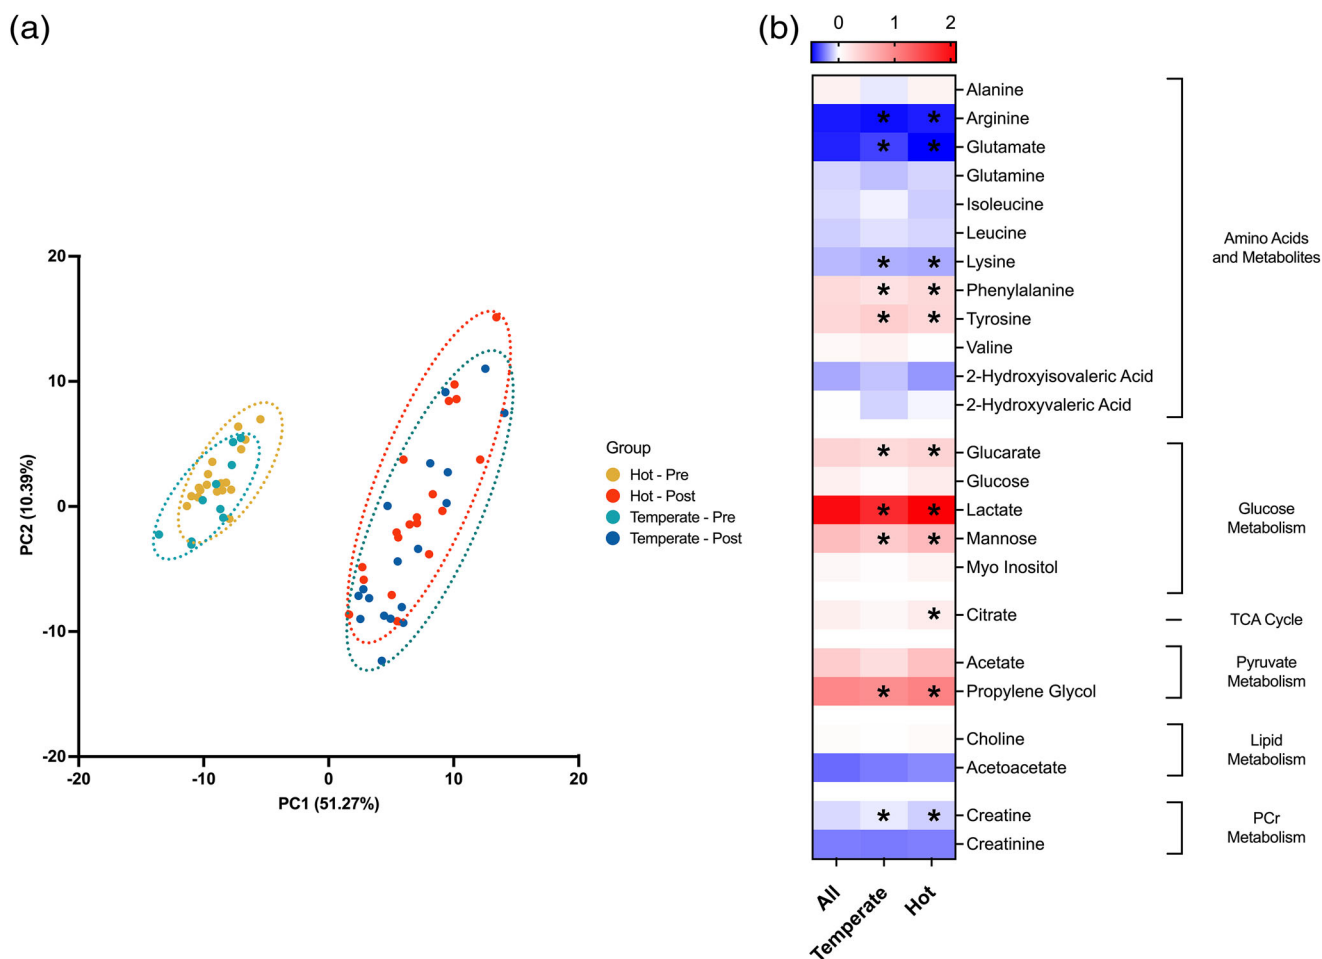 (a)
20
10
0
-10
-20
-20
-10
0
10
20
PC2 (10.39%)
PC1 (51.27%)
Group
Hot - Pre
Hot - Post
Temperate - Pre
Temperate - Post
(b)
0
1
2
Alanine
Arginine
* *
Glutamate
* *
Glutamine
Isoleucine
Leucine
Lysine
* *
Phenylalanine
* *
Tyrosine
* *
Valine
2-Hydroxyisovaleric Acid
2-Hydroxyvaleric Acid
Amino Acids
and Metabolites
Glucarate
* *
Glucose
Lactate
* *
Mannose
* *
Myo Inositol
Glucose
Metabolism
Citrate
*
TCA Cycle
Acetate
Propylene Glycol
* *
Pyruvate
Metabolism
Choline
Acetoacetate
Lipid
Metabolism
Creatine
* *
Creatinine
PCr
Metabolism
All
Temperate
Hot